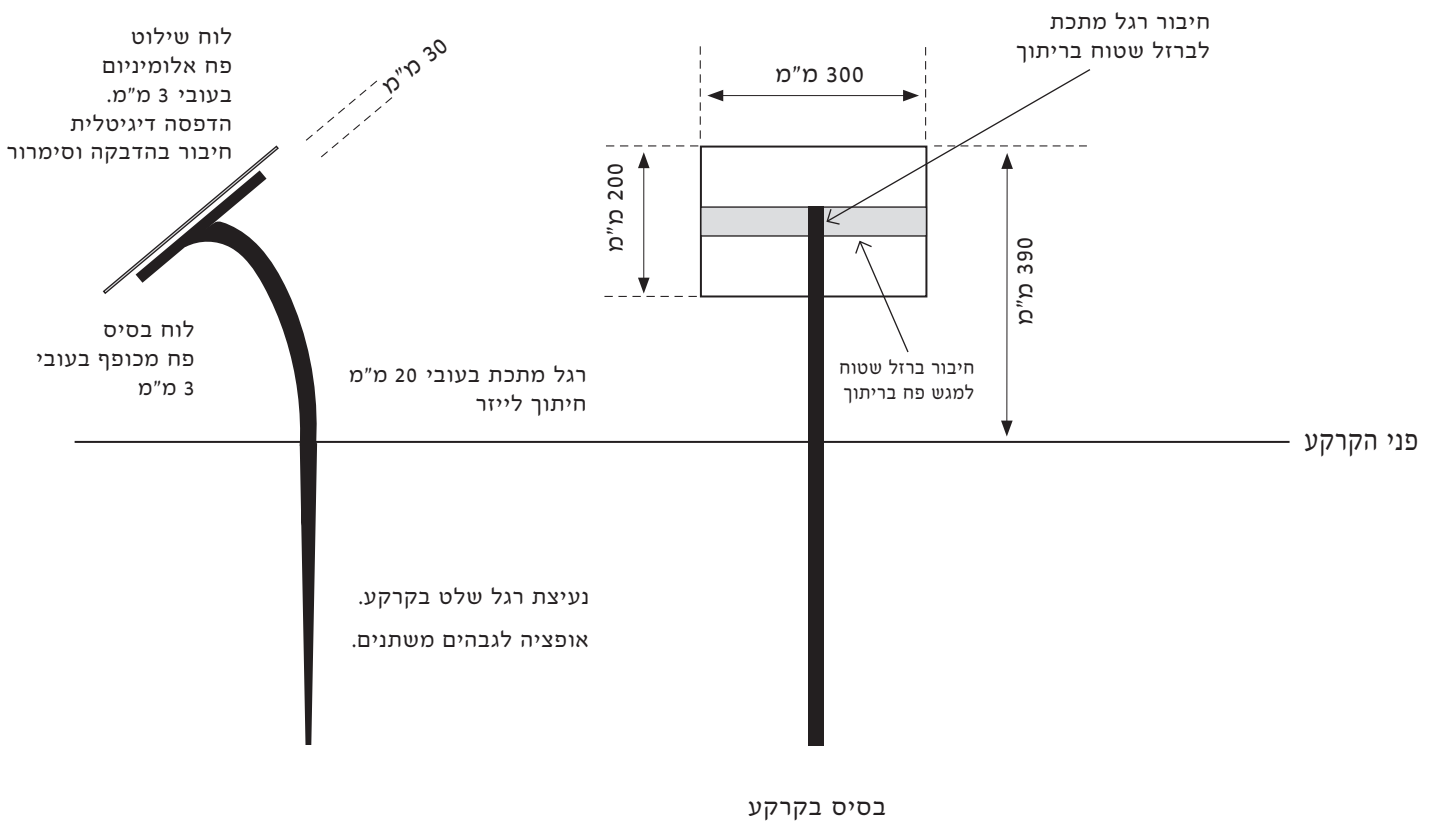 חיבור רגל מתכת
לברזל שטוח בריתוך
300 מ"מ
200 מ"מ
390 מ"מ
חיבור ברזל שטוח
למגש פח בריתוך
פני הקרקע
30 מ"מ
לוח שילוט
פח אלומיניום
בעובי 3 מ"מ.
הדפסה דיגיטלית
חיבור בהדבקה וסימרור
לוח בסיס
פח מכופף בעובי
3 מ"מ
רגל מתכת בעובי 20 מ"מ
חיתוך לייזר
נעיצת רגל שלט בקרקע.
אופציה לגבהים משתנים.
בסיס בקרקע